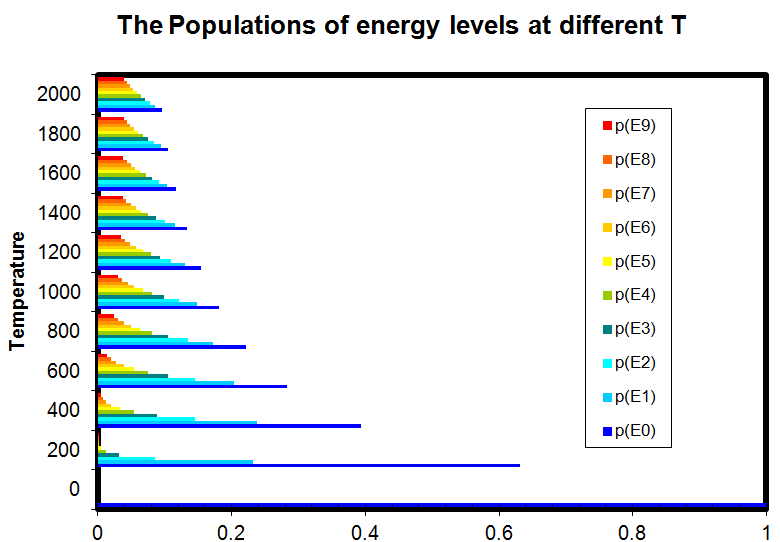 The Populations of energy levels at different T
Temperature
2000
1800
1600
1400
1200
1000
800
600
400
200
0
p(E9)
p(E8)
p(E7)
p(E6)
p(E5)
p(E4)
p(E3)
p(E2)
p(E1)
p(E0)
0 0.2 0.4 0.6 0.8 1